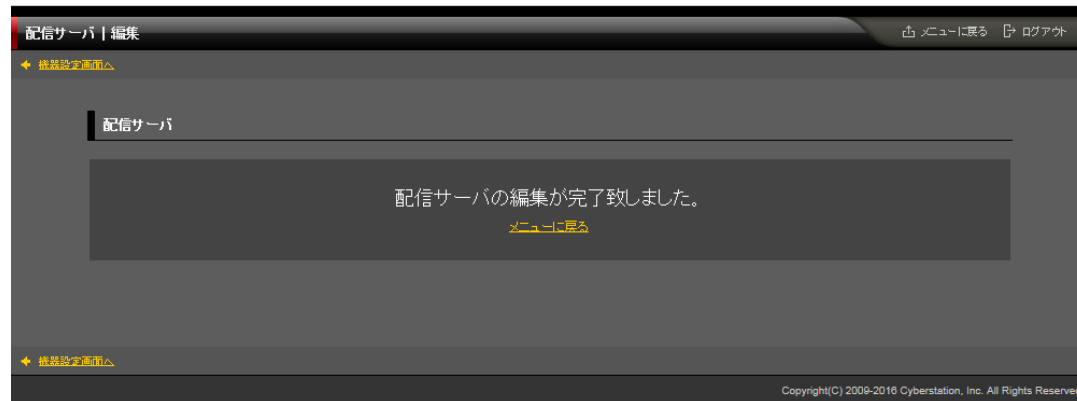 配信サーバ | 編集
メニューに戻る
ログアウト
機器設定画面へ
配信サーバ
配信サーバの編集が完了致しました。
メニューに戻る
機器設定画面へ
Copyright(C) 2009-2016 Cyberstation, Inc. All Rights Reserve